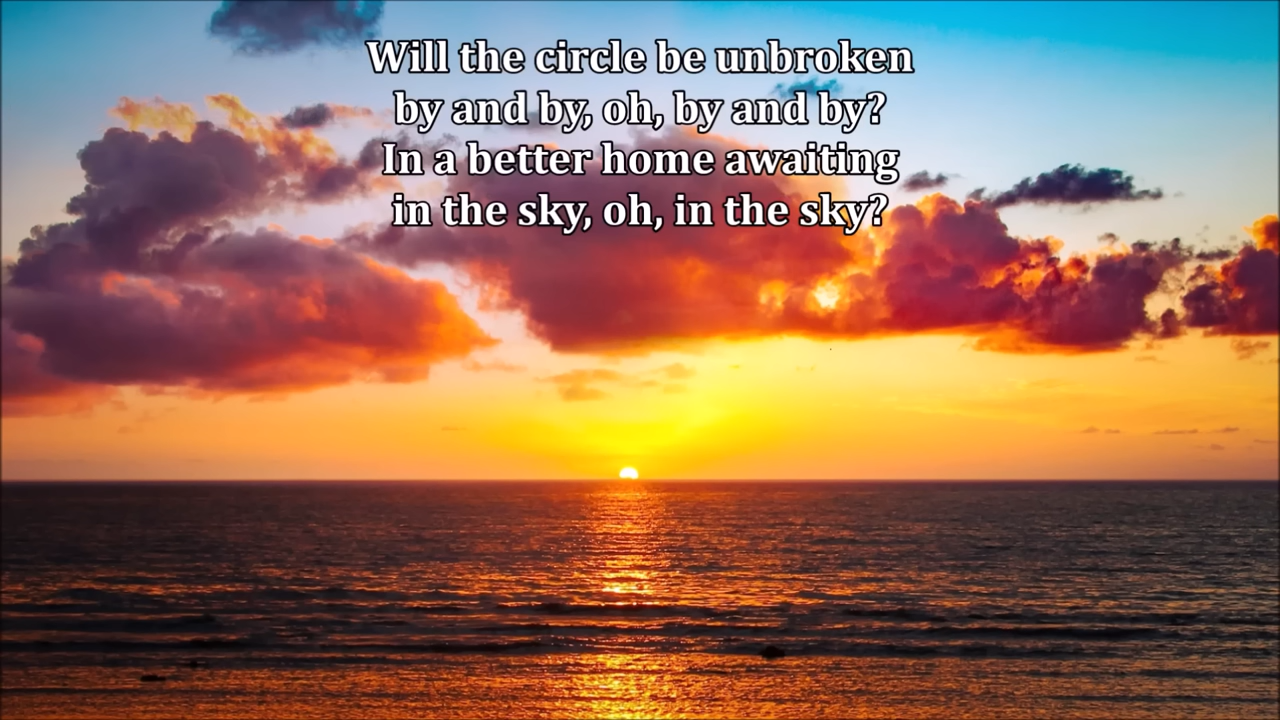 Will the circle be unbroken
by and by, oh, by and by?
In a better home awaiting
in the sky, oh, in the sky?